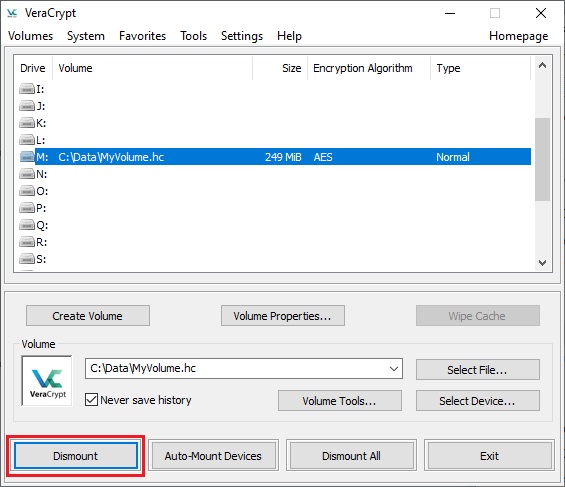 VeraCrypt
Volumes System Favorites Tools Settings Help Homepage
Drive Volume Size Encryption Algorithm Type
I:
J:
K:
L:
M: C:\Data\MyVolume.hc 249 MiB AES Normal
N:
O:
P:
Q:
R:
S:
Create Volume Volume Properties... Wipe Cache
Volume
VC
VeraCrypt
C:\Data\MyVolume.hc Select File...
Never save history Volume Tools... Select Device...
Dismount Auto-Mount Devices Dismount All Exit